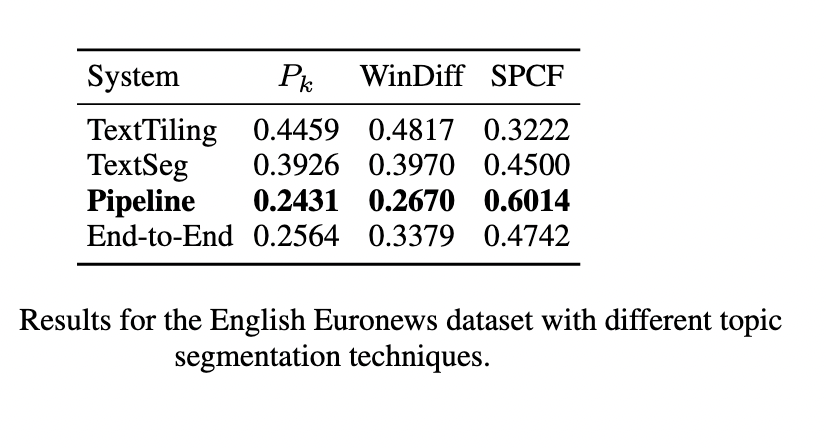 System Pk WinDiff SPCF
TextTiling 0.4459 0.4817 0.3222
TextSeg 0.3926 0.3970 0.4500
Pipeline 0.2431 0.2670 0.6014
End-to-End 0.2564 0.3379 0.4742
Results for the English Euronews dataset with different topic
segmentation techniques.